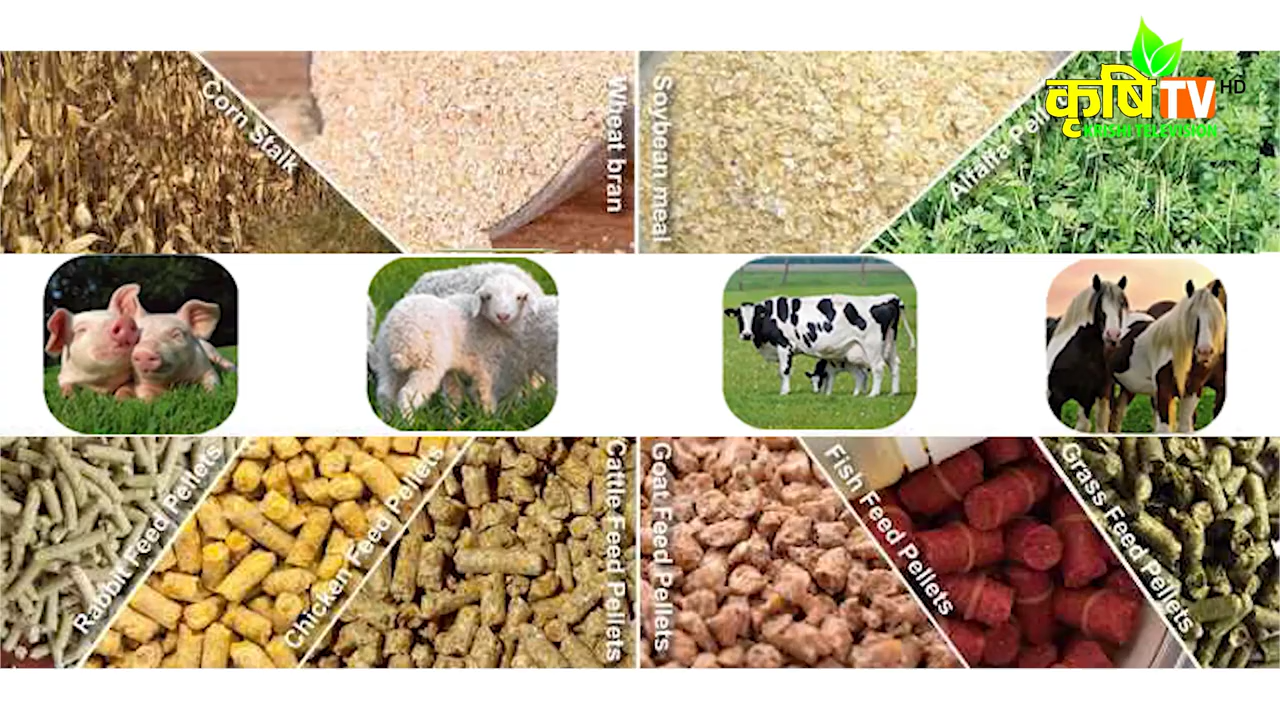 Corn Stalk
Wheat bran
Soybean meal
Alfalfa
कृषि TV HD
KRISHI TELEVISION
Rabbit Feed Pellets
Chicken Feed Pellets
Cattle Feed Pellets
Goat Feed Pellets
Fish Feed Pellets
Grass Feed Pellets